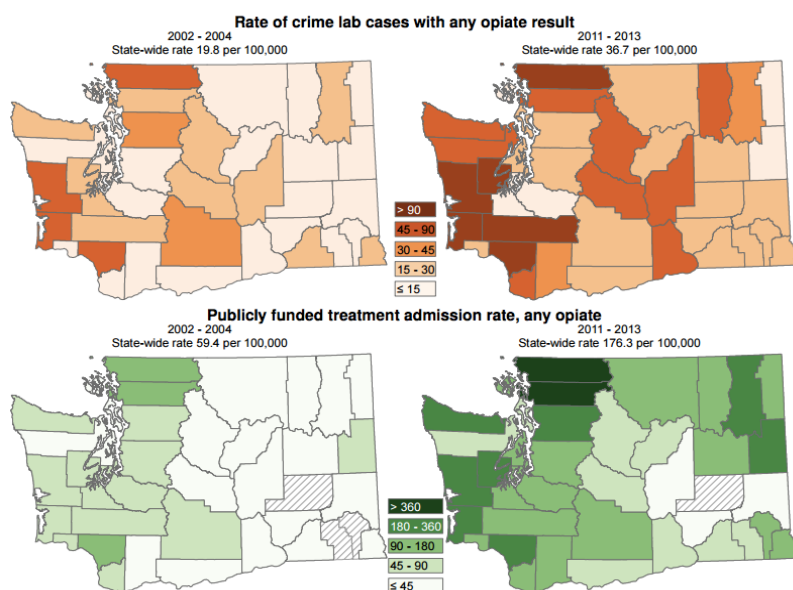 Rate of crime lab cases with any opiate result
2002 - 2004
State-wide rate 19.8 per 100,000
2011 - 2013
State-wide rate 36.7 per 100,000
> 90
45 - 90
30 - 45
15 - 30
≤ 15
Publicly funded treatment admission rate, any opiate
2002 - 2004
State-wide rate 59.4 per 100,000
2011 - 2013
State-wide rate 176.3 per 100,000
> 360
180 - 360
90 - 180
45 - 90
≤ 45